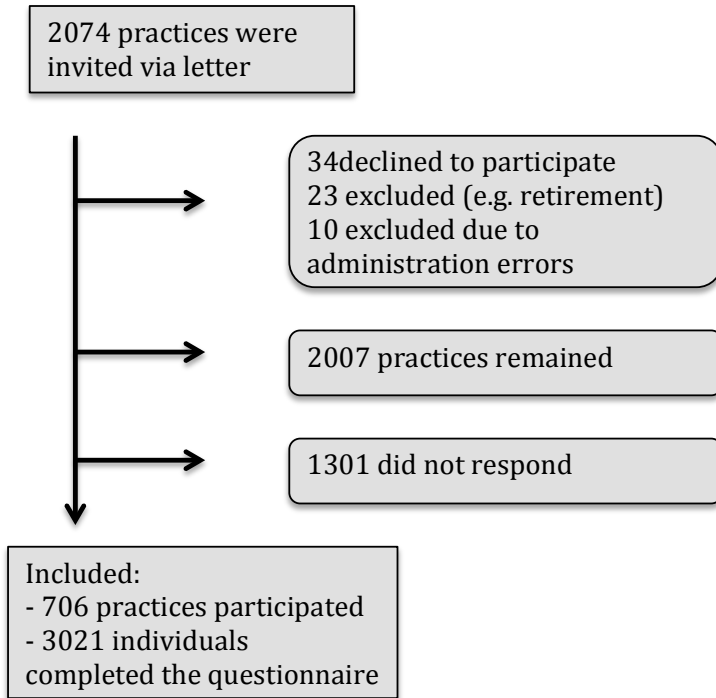 2074 practices were
invited via letter
34declined to participate
23 excluded (e.g. retirement)
10 excluded due to
administration errors
2007 practices remained
1301 did not respond
Included:
- 706 practices participated
- 3021 individuals
completed the questionnaire